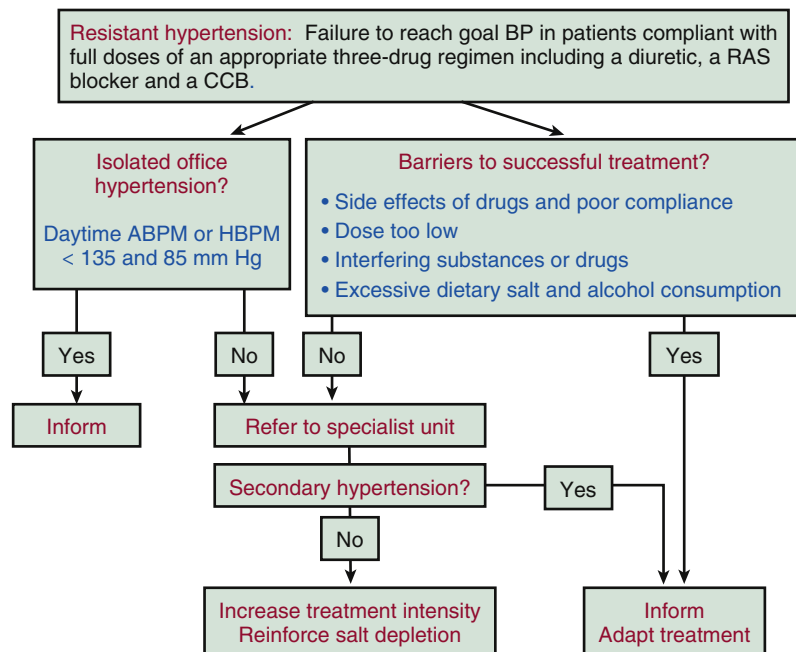 Resistant hypertension: Failure to reach goal BP in patients compliant with
full doses of an appropriate three-drug regimen including a diuretic, a RAS
blocker and a CCB.
Isolated office
hypertension?
Daytime ABPM or HBPM
< 135 and 85 mm Hg
Barriers to successful treatment?
• Side effects of drugs and poor compliance
• Dose too low
• Interfering substances or drugs
• Excessive dietary salt and alcohol consumption
Yes
No
No
Yes
Inform
Refer to specialist unit
Secondary hypertension?
Yes
No
Increase treatment intensity
Reinforce salt depletion
Inform
Adapt treatment